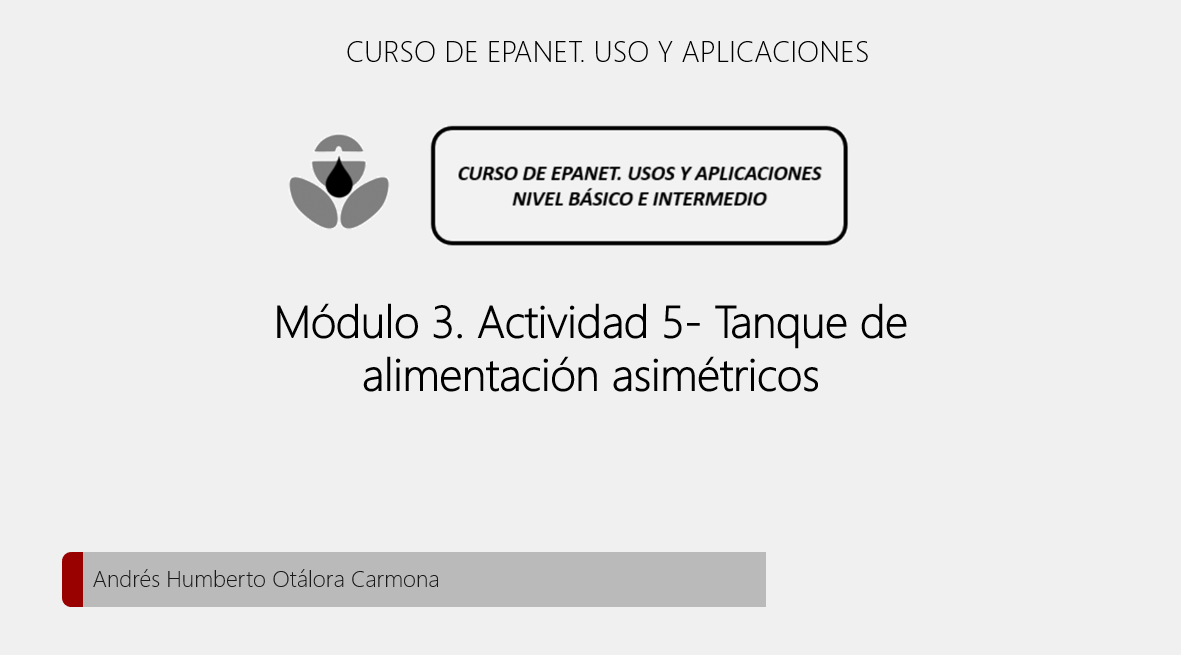 CURSO DE EPANET. USO Y APLICACIONES
CURSO DE EPANET. USOS Y APLICACIONES
NIVEL BÁSICO E INTERMEDIO
Módulo 3. Actividad 5- Tanque de
alimentación asimétricos
Andrés Humberto Otálora Carmona